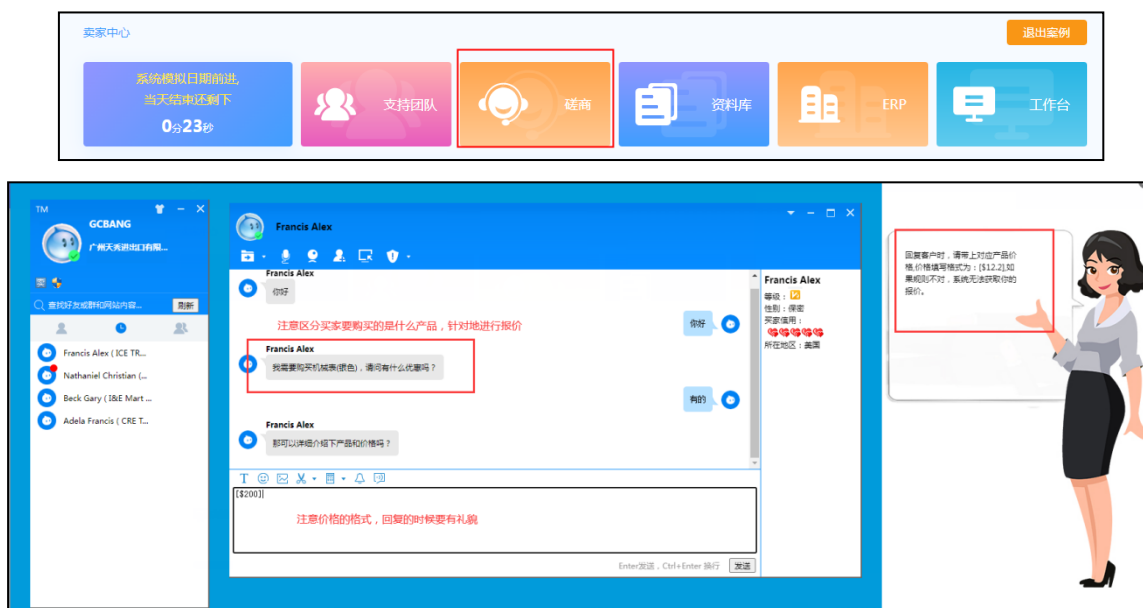 卖家中心
退出案例
系统模拟日期前进,
当天结束还剩下
0分23秒
支持团队
磋商
资料库
ERP
工作台
TM
GCBANG
广州天秀进出口有限...
查找好友或群和网站内容...
刷新
Francis Alex ( ICE TR...
Nathaniel Christian (...
Beck Gary ( I&E Mart ...
Adela Francis ( CRE T...
Francis Alex
Francis Alex
你好
注意区分买家要购买的是什么产品，针对地进行报价
你好
Francis Alex
我需要购买机械表(银色)，请问有什么优惠吗？
有的
Francis Alex
那可以详细介绍下产品和价格吗？
[$200]
注意价格的格式，回复的时候要有礼貌
Enter发送，Ctrl+Enter 换行
发送
Francis Alex
等级：
性别：保密
买家信用：
所在地区：美国
回复客户时，请带上对应产品价
格,价格填写格式为：[$12.2],如
果规则不对，系统无法获取你的
报价。